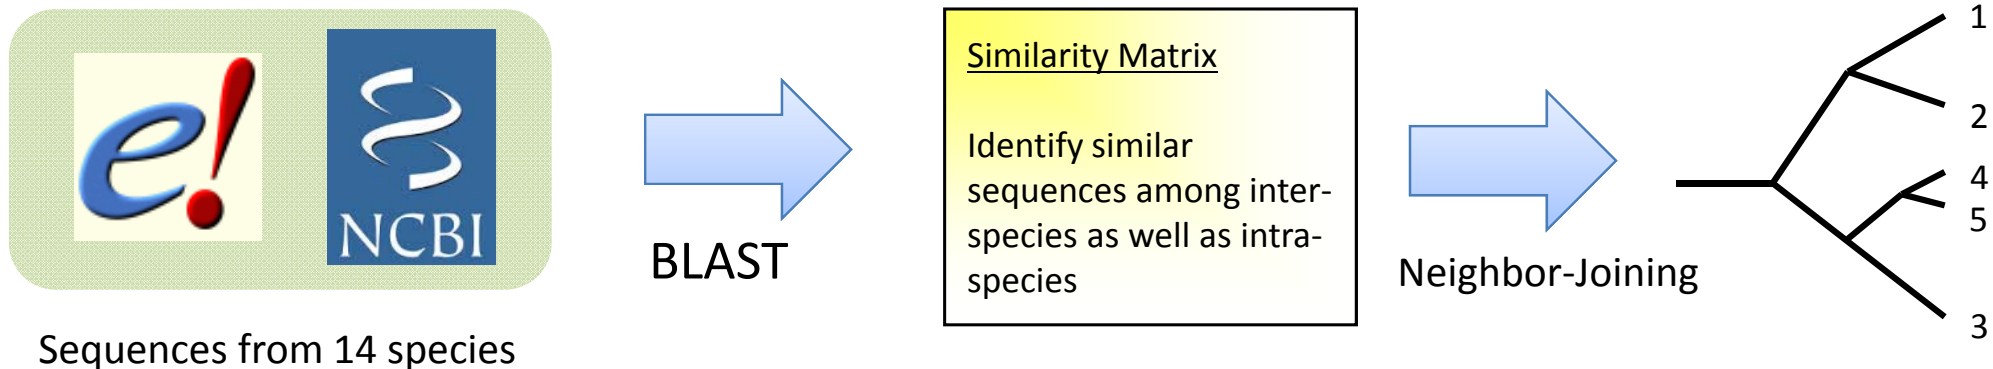 e!
NCBI
Sequences from 14 species
BLAST
Similarity Matrix
Identify similar
sequences among inter-
species as well as intra-
species
Neighbor-Joining
1
2
4
5
3